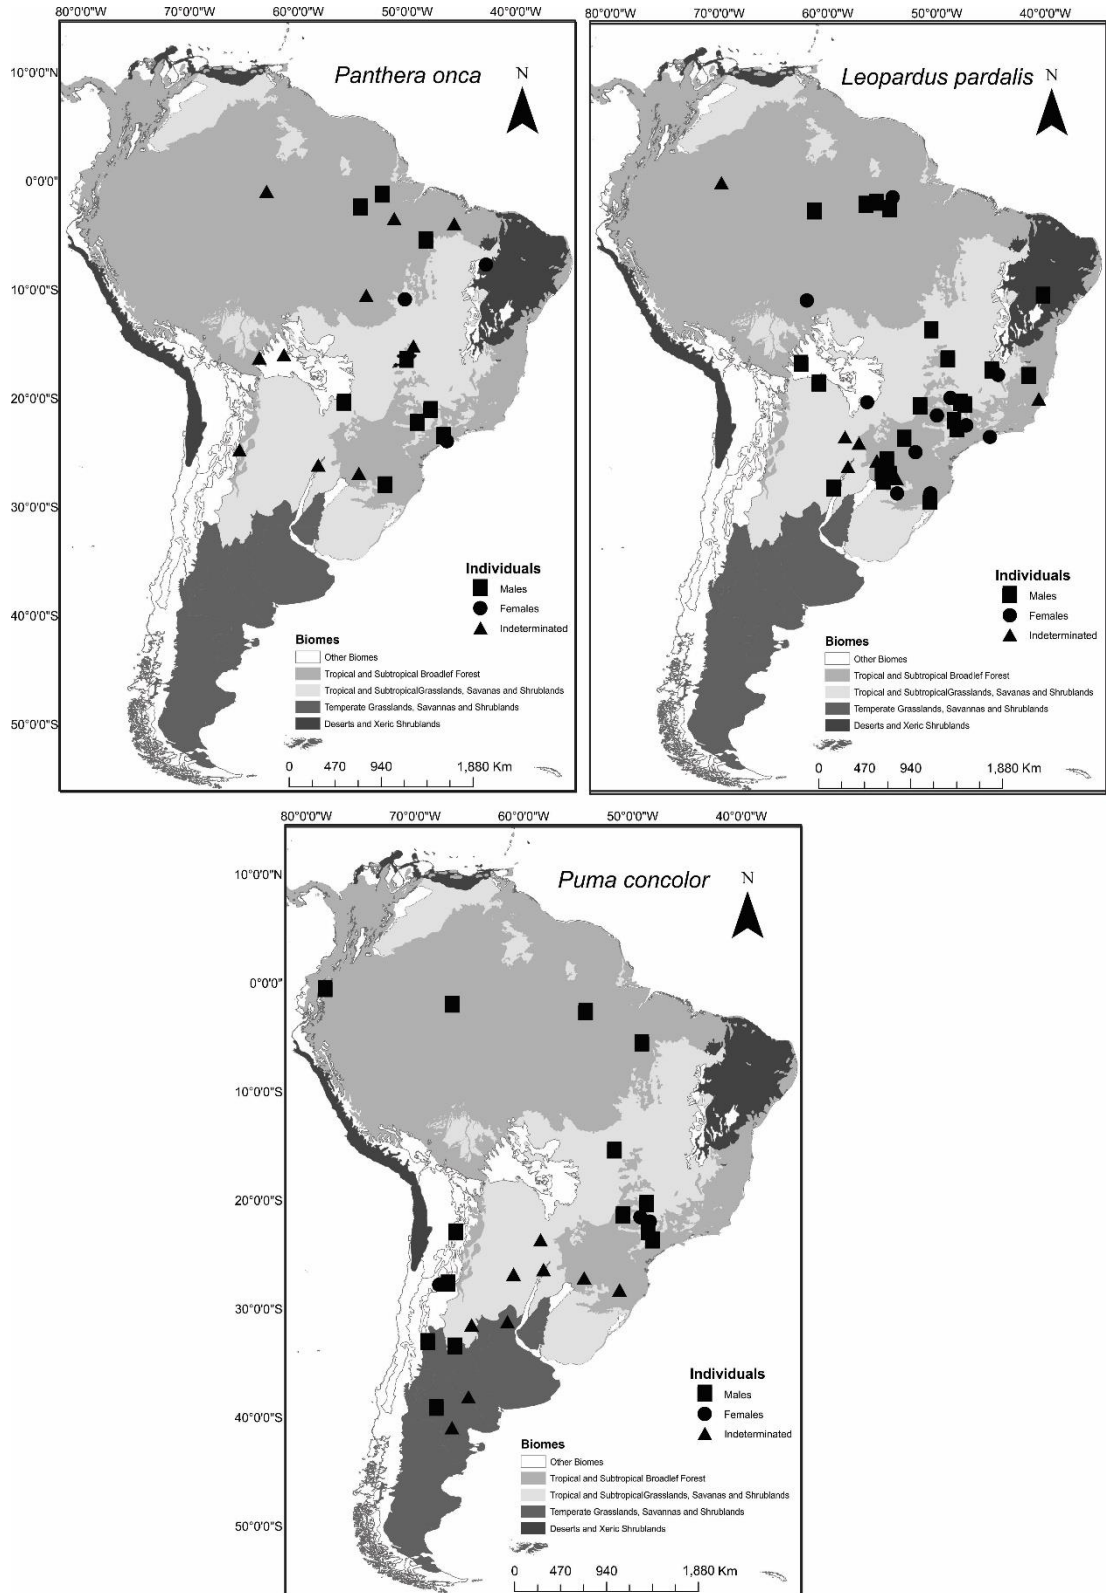 80°0'0"W 70°0'0"W 60°0'0"W 50°0'0"W 40°0'0"W
10°0'0"N
0°0'0"
10°0'0"S
20°0'0"S
30°0'0"S
40°0'0"S
50°0'0"S
Panthera onca
N
Individuals
Males
Females
Indeterminated
Biomes
Other Biomes
Tropical and Subtropical Broadlef Forest
Tropical and SubtropicalGrasslands, Savanas and Shrublands
Temperate Grasslands, Savannas and Shrublands
Deserts and Xeric Shrublands
0 470 940 1,880 Km
80°0'0"W 70°0'0"W 60°0'0"W 50°0'0"W 40°0'0"W
Leopardus pardalis
N
Individuals
Males
Females
Indeterminated
Biomes
Other Biomes
Tropical and Subtropical Broadlef Forest
Tropical and SubtropicalGrasslands, Savanas and Shrublands
Temperate Grasslands, Savannas and Shrublands
Deserts and Xeric Shrublands
0 470 940 1,880 Km
80°0'0"W 70°0'0"W 60°0'0"W 50°0'0"W 40°0'0"W
10°0'0"N
0°0'0"
10°0'0"S
20°0'0"S
30°0'0"S
40°0'0"S
50°0'0"S
Puma concolor
N
Individuals
Males
Females
Indeterminated
Biomes
Other Biomes
Tropical and Subtropical Broadlef Forest
Tropical and SubtropicalGrasslands, Savanas and Shrublands
Temperate Grasslands, Savannas and Shrublands
Deserts and Xeric Shrublands
0 470 940 1,880 Km